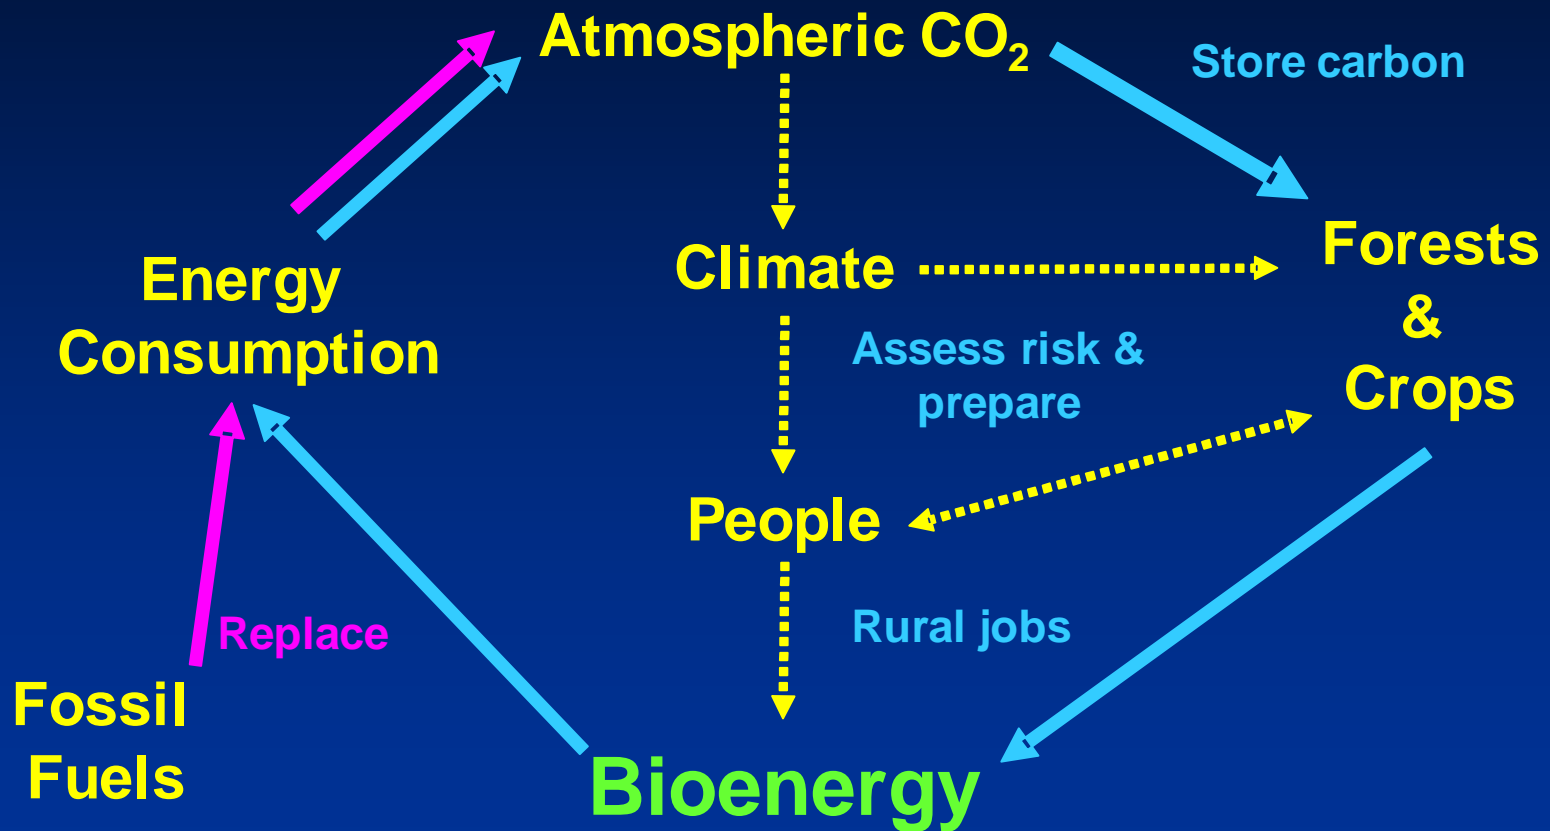 Atmospheric CO₂
Store carbon
Forests
&
Crops
Climate
Energy
Consumption
Assess risk &
prepare
People
Replace
Rural jobs
Fossil
Fuels
Bioenergy